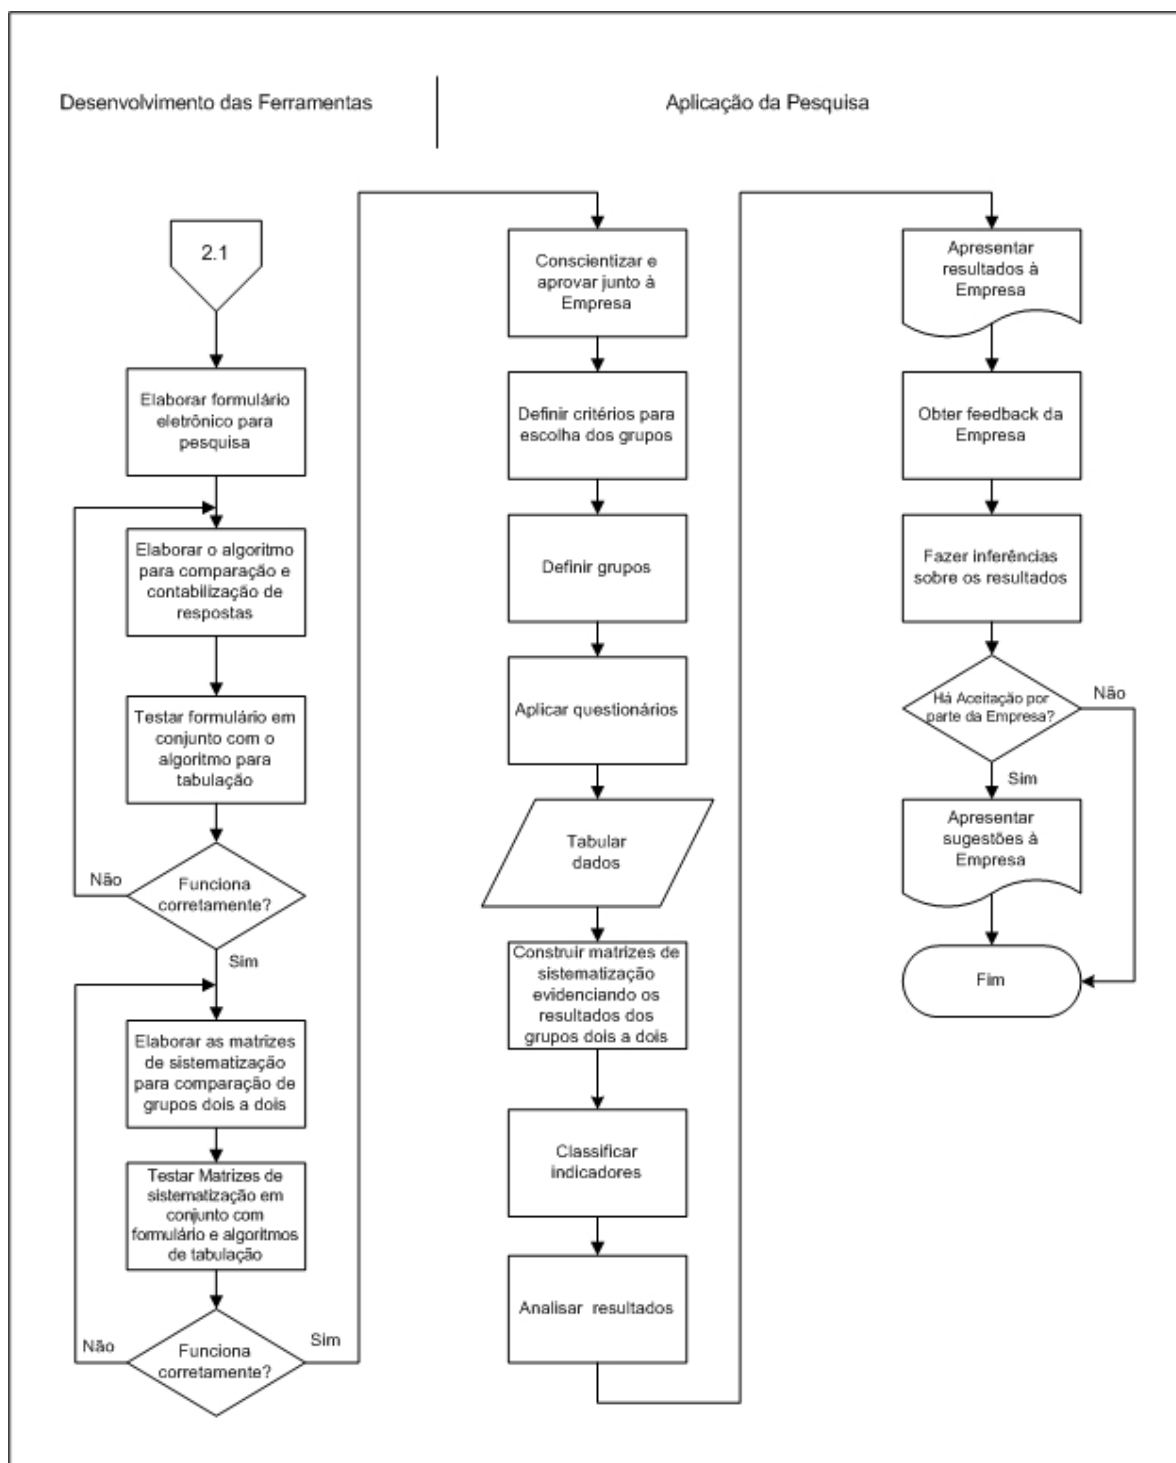 Desenvolvimento das Ferramentas
Aplicação da Pesquisa
2.1
Elaborar formulário
eletrônico para
pesquisa
Elaborar o algoritmo
para comparação e
contabilização de
respostas
Testar formulário em
conjunto com o
algoritmo para
tabulação
Funciona
corretamente?
Não
Sim
Elaborar as matrizes
de sistematização
para comparação de
grupos dois a dois
Testar Matrizes de
sistematização em
conjunto com
formulário e algoritmos
de tabulação
Funciona
corretamente?
Não
Sim
Conscientizar e
aprovar junto à
Empresa
Definir critérios para
escolha dos grupos
Definir grupos
Aplicar questionários
Tabular
dados
Construir matrizes de
sistematização
evidenciando os
resultados dos
grupos dois a dois
Classificar
indicadores
Analisar resultados
Apresentar
resultados à
Empresa
Obter feedback da
Empresa
Fazer inferências
sobre os resultados
Há Aceitação por
parte da Empresa?
Não
Sim
Apresentar
sugestões à
Empresa
Fim